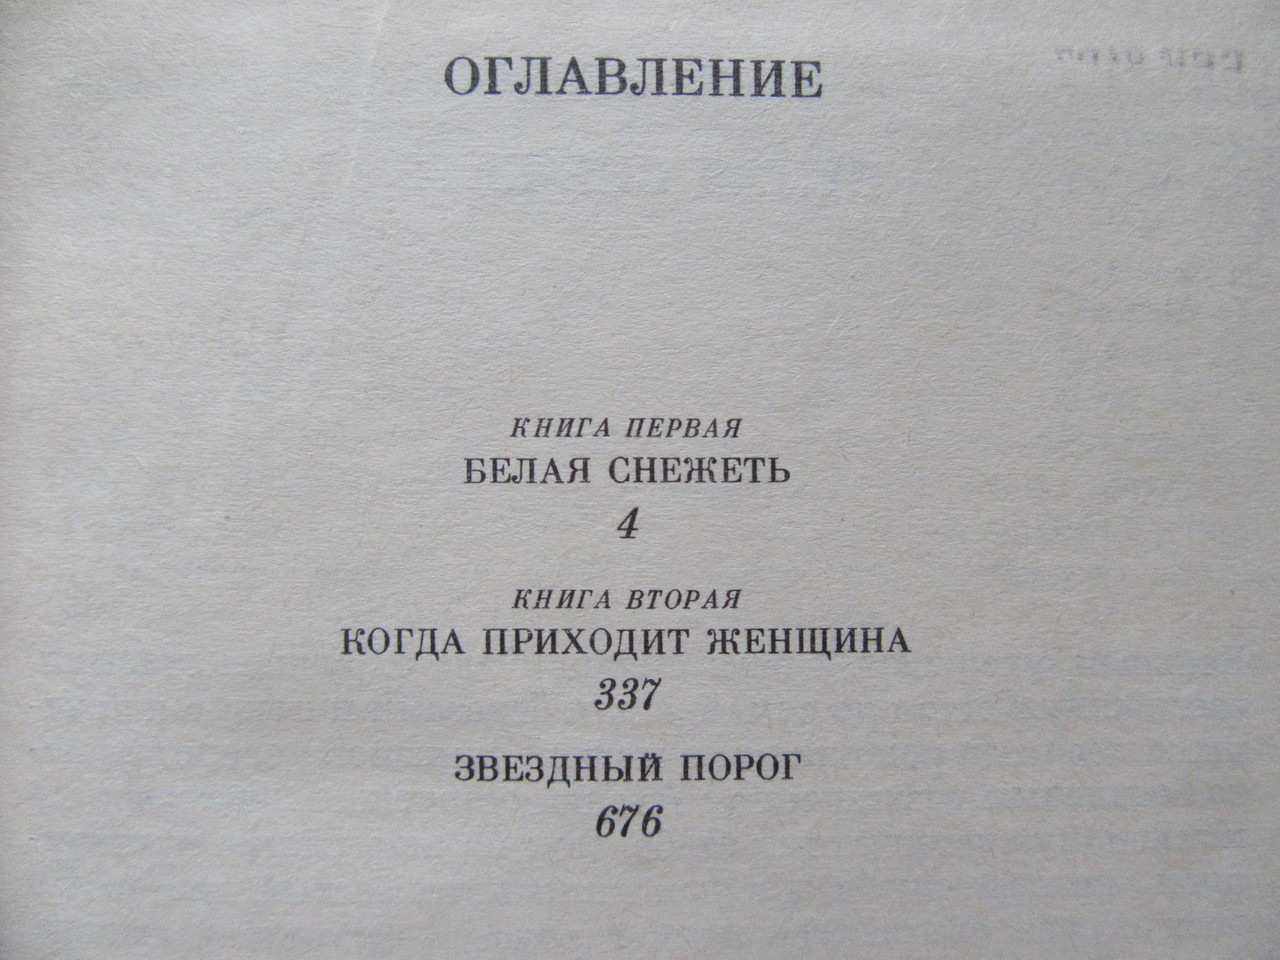 ОГЛАВЛЕНИЕ
КНИГА ПЕРВАЯ
БЕЛАЯ СНЕЖЕТЬ
4
КНИГА ВТОРАЯ
КОГДА ПРИХОДИТ ЖЕНЩИНА
337
ЗВЕЗДНЫЙ ПОРОГ
676